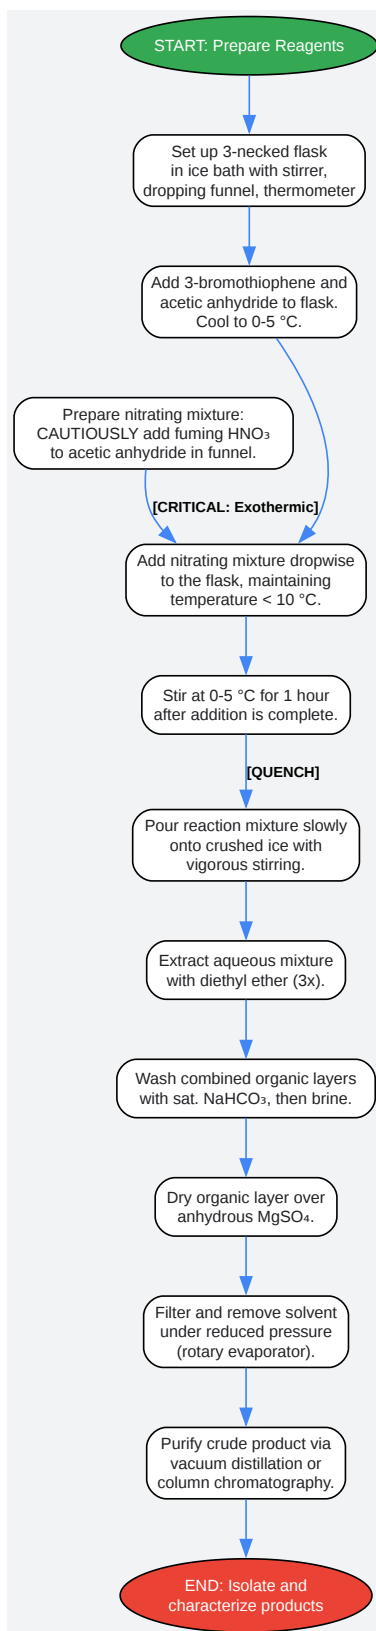 START: Prepare Reagents
Set up 3-necked flask
in ice bath with stirrer,
dropping funnel, thermometer
Add 3-bromothiophene and
acetic anhydride to flask.
Cool to 0-5 °C.
Prepare nitrating mixture:
CAUTIOUSLY add fuming HNO₃
to acetic anhydride in funnel.
[CRITICAL: Exothermic]
Add nitrating mixture dropwise
to the flask, maintaining
temperature < 10 °C.
Stir at 0-5 °C for 1 hour
after addition is complete.
[QUENCH]
Pour reaction mixture slowly
onto crushed ice with
vigorous stirring.
Extract aqueous mixture
with diethyl ether (3x).
Wash combined organic layers
with sat. NaHCO₃, then brine.
Dry organic layer over
anhydrous MgSO₄.
Filter and remove solvent
under reduced pressure
(rotary evaporator).
Purify crude product via
vacuum distillation or
column chromatography.
END: Isolate and
characterize products